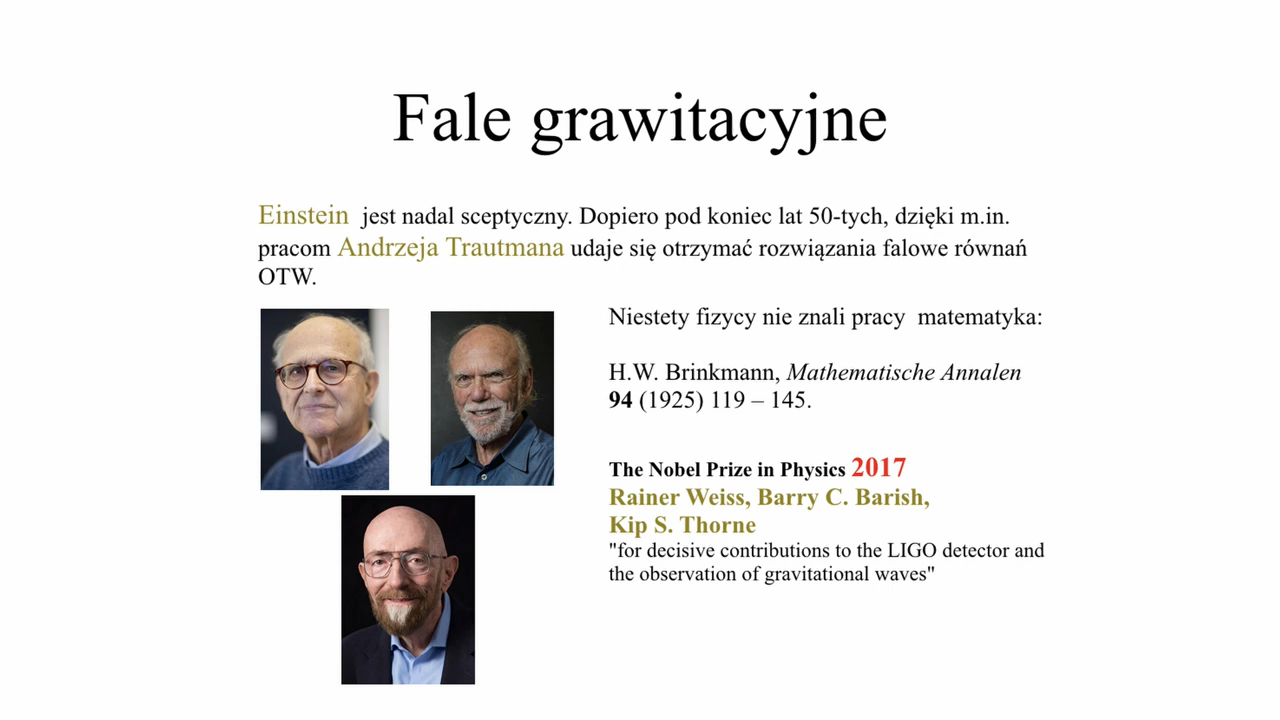 Fale grawitacyjne
Einstein jest nadal sceptyczny. Dopiero pod koniec lat 50-tych, dzięki m.in.
pracom Andrzeja Trautmana udaje się otrzymać rozwiązania falowe równań
OTW.
Niestety fizycy nie znali pracy matematyka:
H.W. Brinkmann, Mathematische Annalen
94 (1925) 119 – 145.
The Nobel Prize in Physics 2017
Rainer Weiss, Barry C. Barish,
Kip S. Thorne
"for decisive contributions to the LIGO detector and
the observation of gravitational waves"